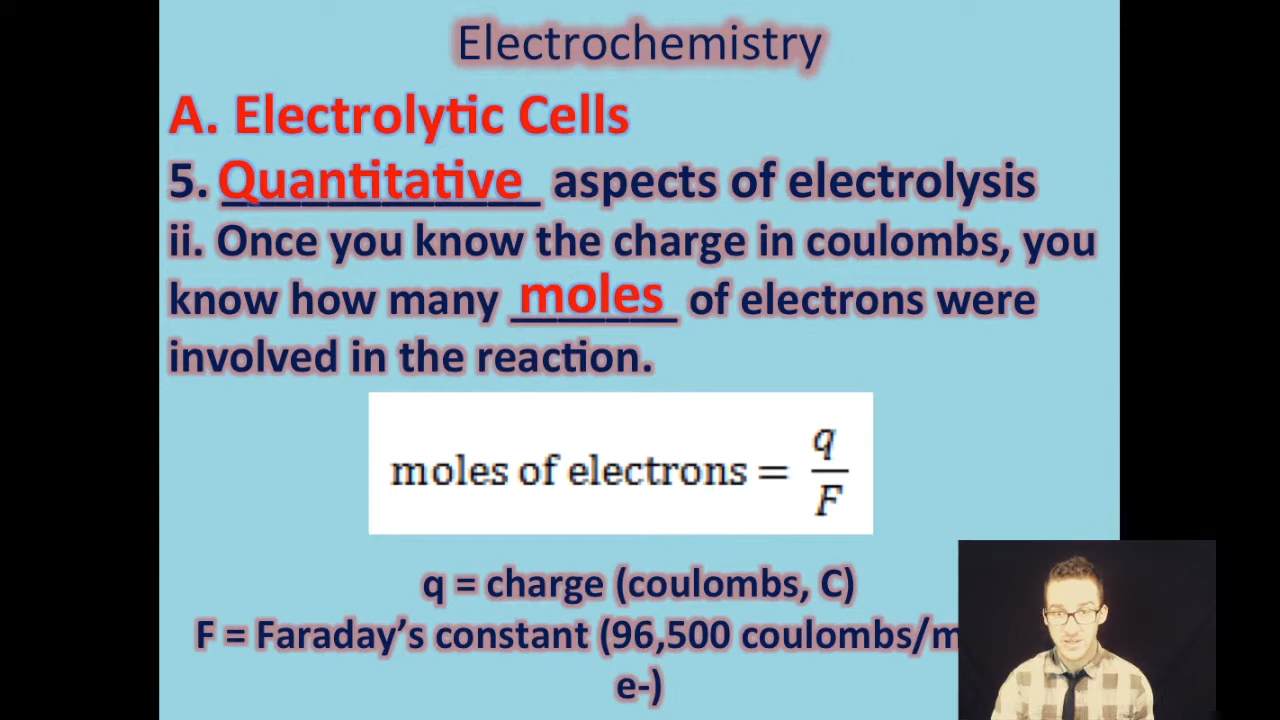 Electrochemistry
A. Electrolytic Cells
5. Quantitative aspects of electrolysis
ii. Once you know the charge in coulombs, you
know how many moles of electrons were
involved in the reaction.
moles of electrons = q/F
q = charge (coulombs, C)
F = Faraday's constant (96,500 coulombs/
e-)